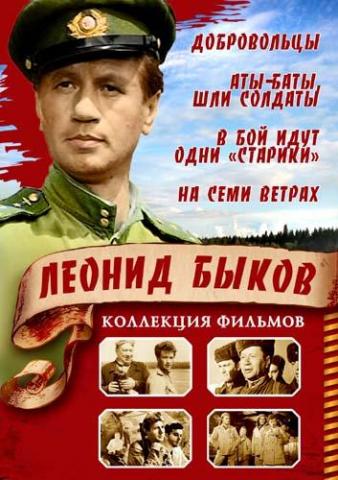 ДОБРОВОЛЬЦЫ
АТЫ-БАТЫ,
ШЛИ СОЛДАТЫ
В БОЙ ИДУТ
ОДНИ «СТАРИКИ»
НА СЕМИ ВЕТРАХ
ЛЕОНИД БЫКОВ
КОЛЛЕКЦИЯ ФИЛЬМОВ